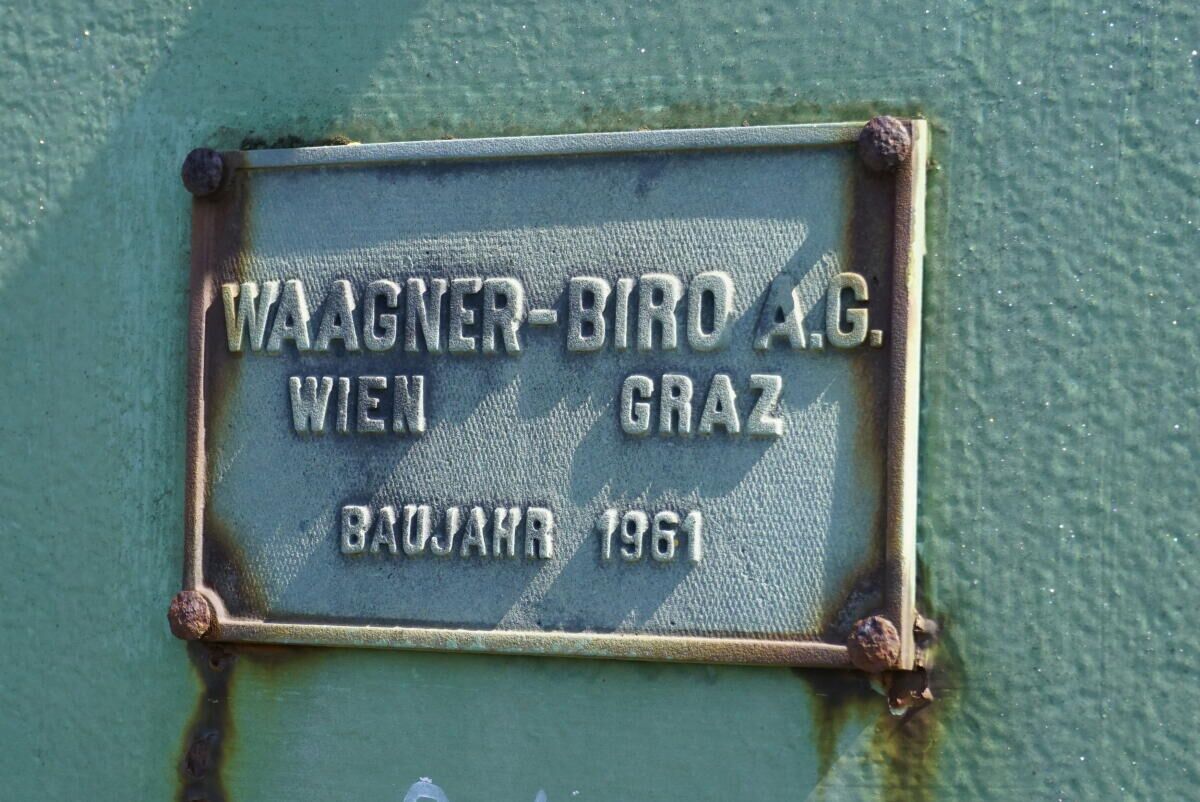 WAAGNER-BIRO A.G.
WIEN GRAZ
BAUJAHR 1961